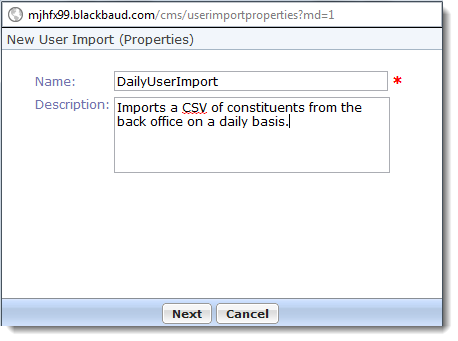 mjhfx99.blackbaud.com/cms/userimportproperties?md=1
New User Import (Properties)
Name: DailyUserImport *
Description: Imports a CSV of constituents from the
back office on a daily basis.
Next Cancel